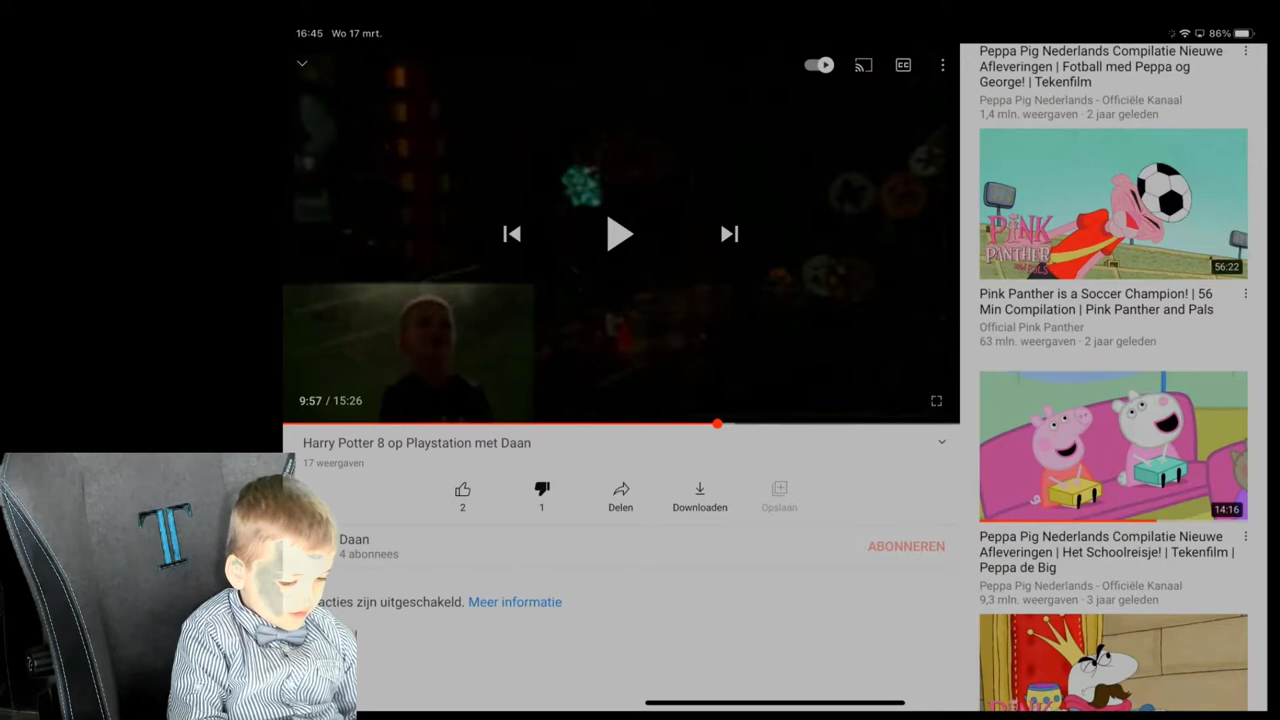 16:45 Wo 17 mrt.
86%
9:57 / 15:26
Harry Potter 8 op Playstation met Daan
17 weergaven
2
1
Delen
Downloaden
Opslaan
Daan
4 abonnees
ABONNEREN
acties zijn uitgeschakeld. Meer informatie
T
Peppa Pig Nederlands Compilatie Nieuwe
Afleveringen | Fotball med Peppa og
George! | Tekenfilm
Peppa Pig Nederlands - Officiële Kanaal
1,4 mln. weergaven · 2 jaar geleden
PiNK
PANTHER
56:22
Pink Panther is a Soccer Champion! | 56
Min Compilation | Pink Panther and Pals
Official Pink Panther
63 mln. weergaven · 2 jaar geleden
14:16
Peppa Pig Nederlands Compilatie Nieuwe
Afleveringen | Het Schoolreisje! | Tekenfilm |
Peppa de Big
Peppa Pig Nederlands - Officiële Kanaal
9,3 mln. weergaven · 3 jaar geleden